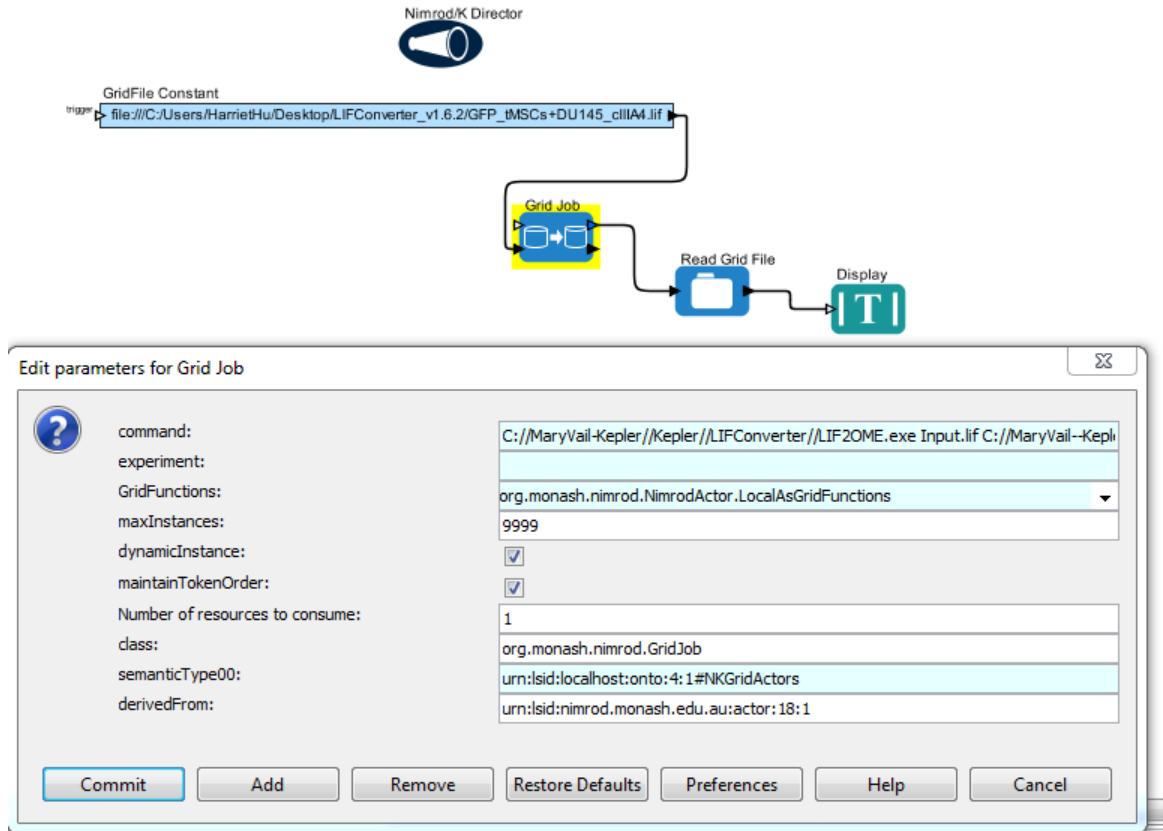 Nimrod/K Director
GridFile Constant
trigger
file:///C:/Users/HarrietHu/Desktop/LIFConverter_v1.6.2/GFP_tMSCs+DU145_cIIIA4.lif
Grid Job
Read Grid File
Display
T
Edit parameters for Grid Job
?
command:
C://MaryVail-Kepler//Kepler//LIFConverter//LIF2OME.exe Input.lif C://MaryVail--Kepl
experiment:
GridFunctions:
org.monash.nimrod.NimrodActor.LocalAsGridFunctions
maxInstances:
9999
dynamicInstance:
maintainTokenOrder:
Number of resources to consume:
1
class:
org.monash.nimrod.GridJob
semanticType00:
urn:lsid:localhost:onto:4:1#NKGridActors
derivedFrom:
urn:lsid:nimrod.monash.edu.au:actor:18:1
Commit
Add
Remove
Restore Defaults
Preferences
Help
Cancel